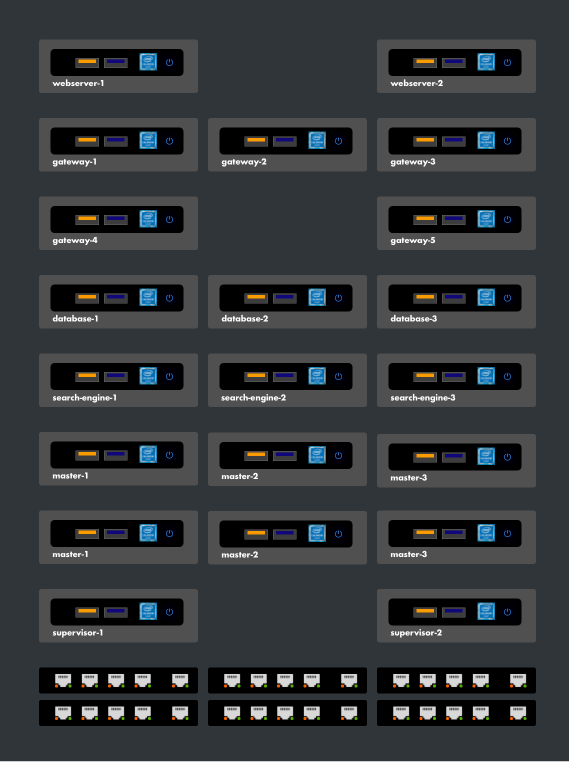 webserver-1
webserver-2
gateway-1
gateway-2
gateway-3
gateway-4
gateway-5
database-1
database-2
database-3
search-engine-1
search-engine-2
search-engine-3
master-1
master-2
master-3
master-1
master-2
master-3
supervisor-1
supervisor-2